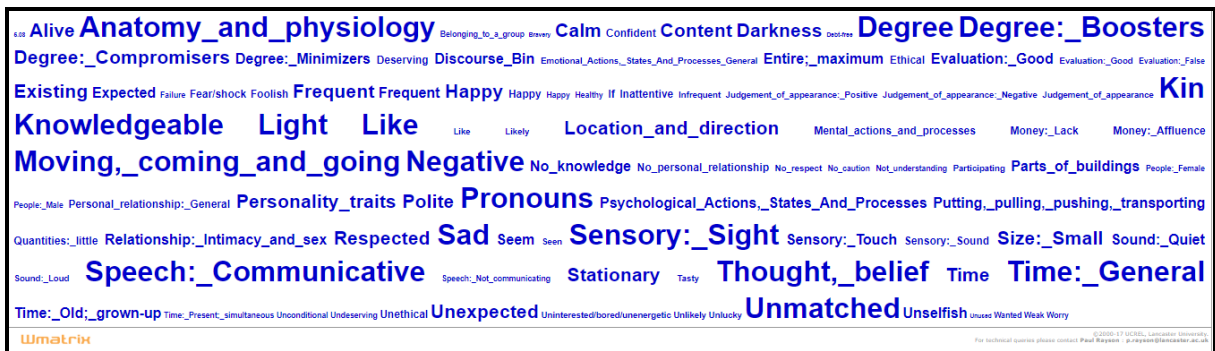 6.03 Alive Anatomy_and_physiology Belonging_to_a_group Bravery Calm Confident Content Darkness Debt-free Degree Degree:_Boosters
Degree:_Compromisers Degree:_Minimizers Deserving Discourse_Bin Emotional_Actions,_States_And_Processes_General Entire;_maximum Ethical Evaluation:_Good Evaluation:_Good Evaluation:_False
Existing Expected Failure Fear/shock Foolish Frequent Frequent Happy Happy Happy Healthy If Inattentive Infrequent Judgement_of_appearance:_Positive Judgement_of_appearance:_Negative Judgement_of_appearance Kin
Knowledgeable Light Like Like Likely Location_and_direction Mental_actions_and_processes Money:_Lack Money:_Affluence
Moving,_coming_and_going Negative No_knowledge No_personal_relationship No_respect No_caution Not_understanding Participating Parts_of_buildings People:_Female
People:_Male Personal_relationship:_General Personality_traits Polite Pronouns Psychological_Actions,_States_And_Processes Putting,_pulling,_pushing,_transporting
Quantities:_little Relationship:_Intimacy_and_sex Respected Sad Seem Seen Sensory:_Sight Sensory:_Touch Sensory:_Sound Size:_Small Sound:_Quiet
Sound:_Loud Speech:_Communicative Speech:_Not_communicating Stationary Tasty Thought,_belief Time Time:_General
Time:_Old;_grown-up Time:_Present;_simultaneous Unconditional Undeserving Unethical Unexpected Uninterested/bored/unenergetic Unlikely Unlucky Unmatched Unselfish Unused Wanted Weak Worry
Wmatrix
©2000-17 UCREL, Lancaster University.
For technical queries please contact Paul Rayson : p.rayson@lancaster.ac.uk